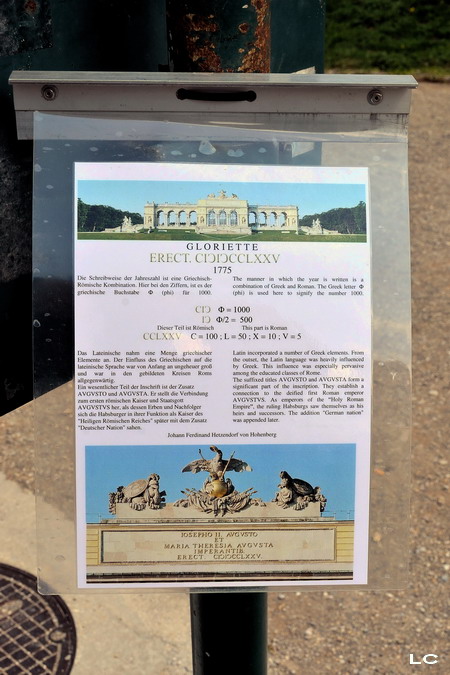 GLORIETTE
ERECT. CIƆIƆCCLXXV
1775
Die Schreibweise der Jahreszahl ist eine Griechisch-
Römische Kombination. Hier bei den Ziffern, ist es der
griechische Buchstabe Φ (phi) für 1000.
The manner in which the year is written is a
combination of Greek and Roman. The Greek letter Φ
(phi) is used here to signify the number 1000.
CIƆ Φ = 1000
IƆ Φ/2 = 500
Dieser Teil ist Römisch This part is Roman
CCLXXV C = 100 ; L = 50 ; X = 10 ; V = 5
Das Lateinische nahm eine Menge griechischer
Elemente an. Der Einfluss des Griechischen auf die
lateinische Sprache war von Anfang an ungeheuer groß
und war in den gebildeten Kreisen Roms
allgegenwärtig.
Ein wesentlicher Teil der Inschrift ist der Zusatz
AVGVSTO und AVGVSTA. Er stellt die Verbindung
zum ersten römischen Kaiser und Staatsgott
AVGVSTVS her, als dessen Erben und Nachfolger
sich die Habsburger in ihrer Funktion als Kaiser des
"Heiligen Römischen Reiches" später mit dem Zusatz
"Deutscher Nation" sahen.
Latin incorporated a number of Greek elements. From
the outset, the Latin language was heavily influenced
by Greek. This influence was especially pervasive
among the educated classes of Rome.
The suffixed titles AVGVSTO and AVGVSTA form a
significant part of the inscription. They establish a
connection to the deified first Roman emperor
AVGVSTVS. As emperors of the "Holy Roman
Empire", the ruling Habsburgs saw themselves as his
heirs and successors. The addition "German nation"
was appended later.
Johann Ferdinand Hetzendorf von Hohenberg
IOSEPHO II. AVGVSTO
ET
MARIA THERESIA AVGVSTA
IMPERANTIB.
ERECT. CIƆIƆCCLXXV.
LC